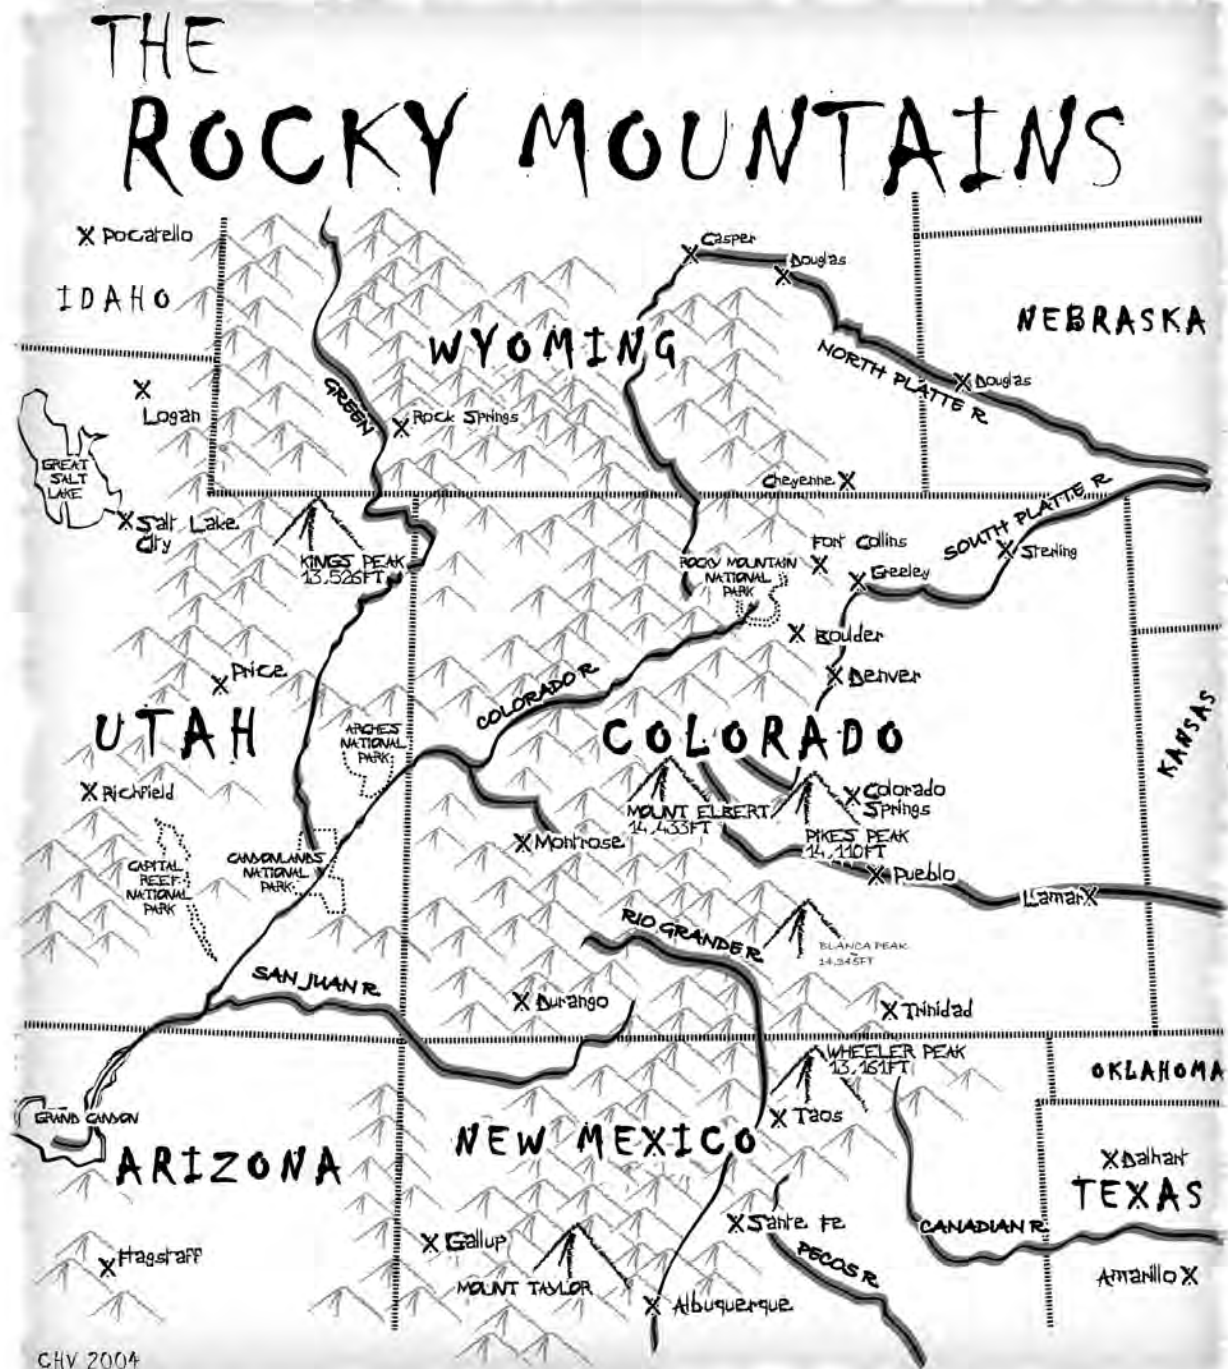 THE
ROCKY MOUNTAINS
Pocatello
IDAHO
Casper
Douglas
NEBRASKA
WYOMING
NORTH PLATTE R
Douglas
GREEN
Rock Springs
Logan
GREAT
SALT
LAKE
Cheyenne
SOUTH PLATTE R
Salt Lake
City
KINGS PEAK
13,526FT
Fort Collins
Sterling
ROCKY MOUNTAIN
NATIONAL
PARK
Greeley
Boulder
Price
Denver
COLORADO R
UTAH
ARCHES
NATIONAL
PARK
COLORADO
KANSAS
Richfield
MOUNT ELBERT
14,433FT
Colorado
Springs
PIKES PEAK
14,110FT
Montrose
CAPITAL
REEF
NATIONAL
PARK
CANYONLANDS
NATIONAL
PARK
Pueblo
Lamar
RIO GRANDE R
BLANCA PEAK
14,345FT
SAN JUAN R
Durango
Trinidad
WHEELER PEAK
13,161FT
OKLAHOMA
GRAND CANYON
Taos
ARIZONA
NEW MEXICO
Dalhart
TEXAS
Sante Fe
CANADIAN R
Gallup
Flagstaff
PECOS R
MOUNT TAYLOR
Amarillo
Albuquerque
CHV 2004